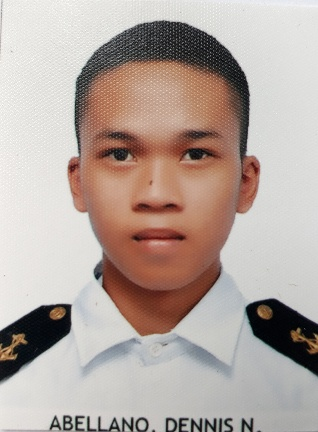 ABELLANO, DENNIS N.